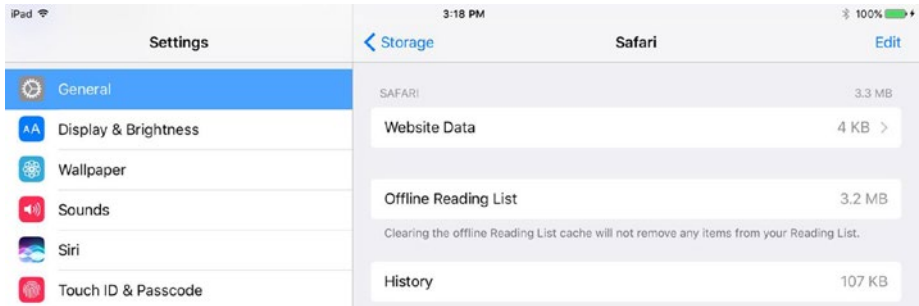 iPad
3:18 PM
100%
Settings
Storage
Safari
Edit
General
AA
Display & Brightness
Wallpaper
Sounds
Siri
Touch ID & Passcode
SAFARI
3.3 MB
Website Data
4 KB
Offline Reading List
3.2 MB
Clearing the offline Reading List cache will not remove any items from your Reading List.
History
107 KB